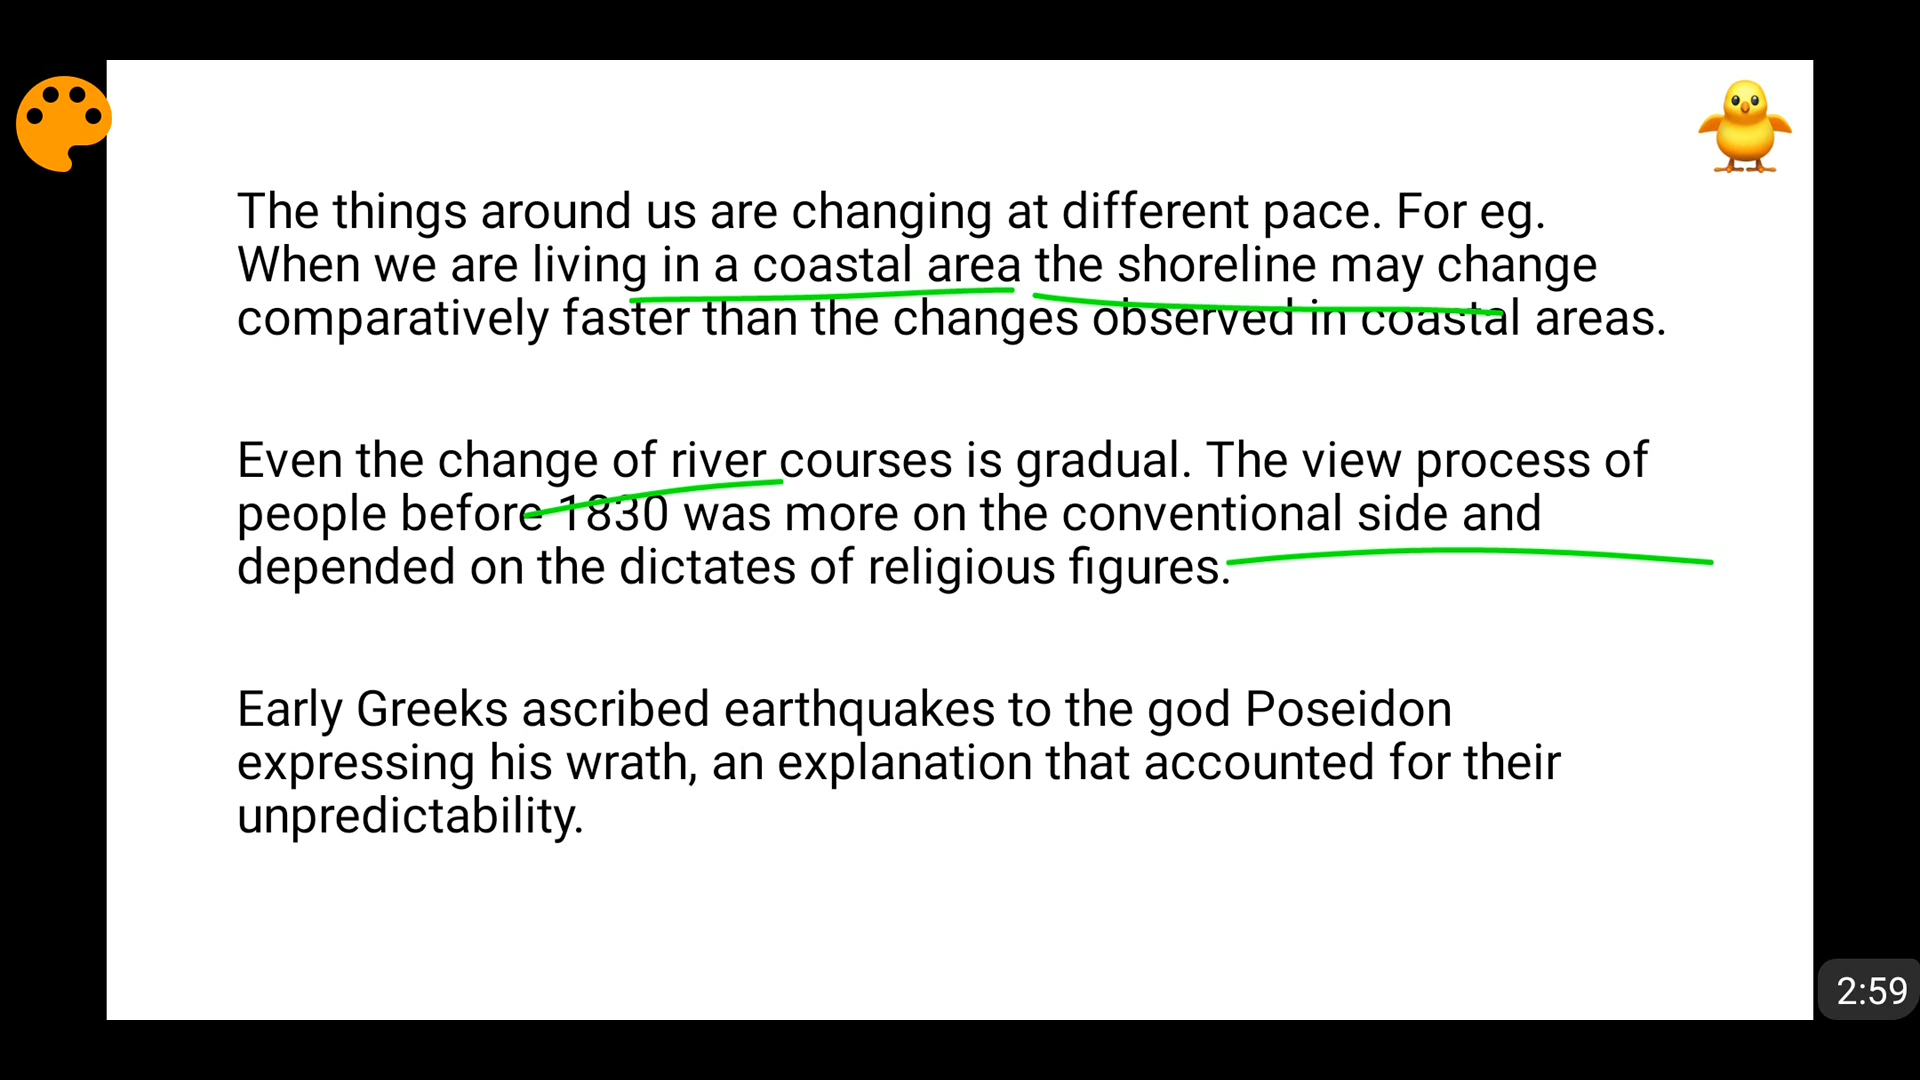 The things around us are changing at different pace. For eg.
When we are living in a coastal area the shoreline may change
comparatively faster than the changes observed in coastal areas.
Even the change of river courses is gradual. The view process of
people before 1830 was more on the conventional side and
depended on the dictates of religious figures.
Early Greeks ascribed earthquakes to the god Poseidon
expressing his wrath, an explanation that accounted for their
unpredictability.
2:59